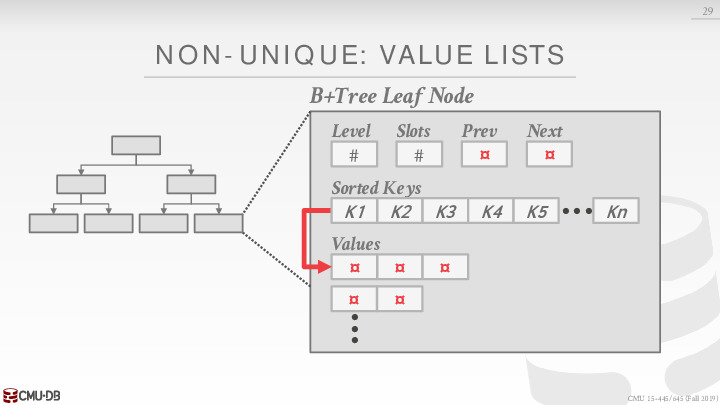 29
NON-UNIQUE: VALUE LISTS
B+Tree Leaf Node
Level Slots Prev Next
# # ¤ ¤
Sorted Keys
K1 K2 K3 K4 K5 ••• Kn
Values
¤ ¤ ¤
¤ ¤
CMU·DB
CMU 15-445/645 (Fall 2019)